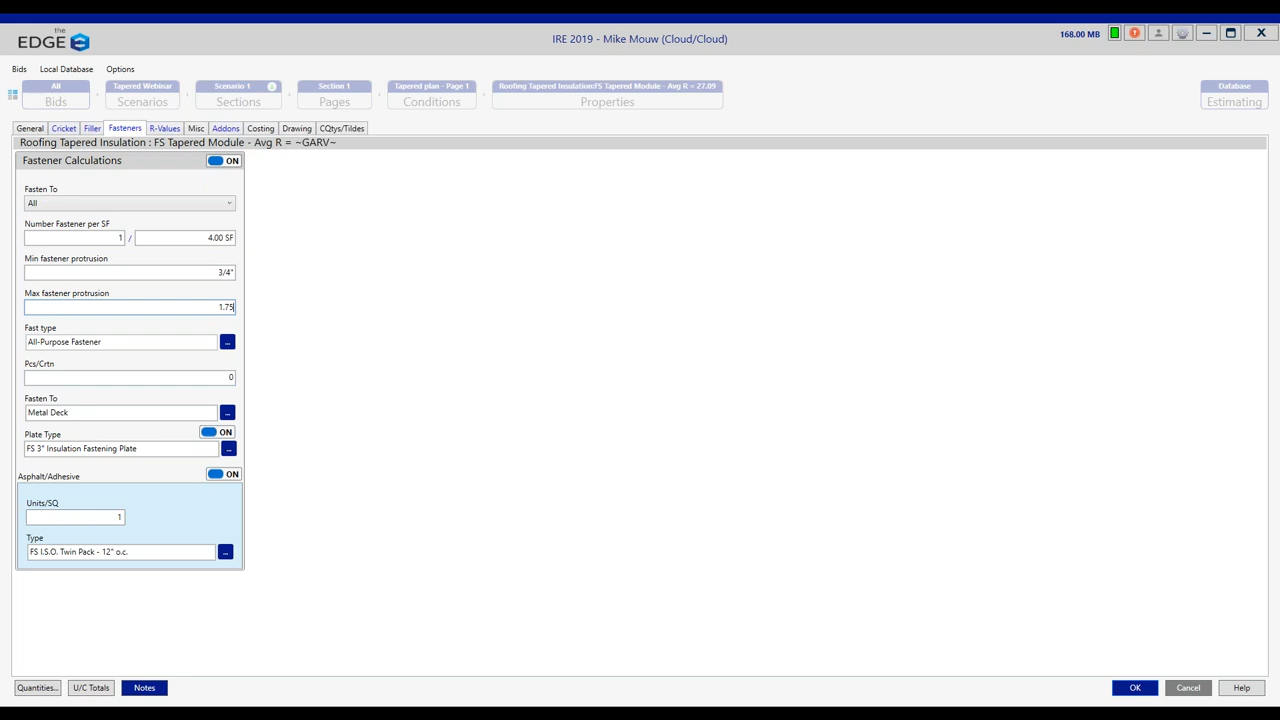 the
EDGE
IRE 2019 - Mike Mouw (Cloud/Cloud)
168.00 MB
Bids Local Database Options
All
Bids
Tapered Webinar
Scenarios
Scenario 1
Sections
Section 1
Pages
Tapered plan - Page 1
Conditions
Roofing Tapered Insulation:FS Tapered Module - Avg R = 27.09
Properties
Database
Estimating
General Cricket Filler Fasteners R-Values Misc Addons Costing Drawing CQtys/Tildes
Roofing Tapered Insulation : FS Tapered Module - Avg R = ~GARV~
Fastener Calculations ON
Fasten To
All
Number Fastener per SF
1 / 4.00 SF
Min fastener protrusion
3/4"
Max fastener protrusion
1.75
Fast type
All-Purpose Fastener ...
Pcs/Crtn
0
Fasten To
Metal Deck ...
Plate Type ON
FS 3" Insulation Fastening Plate ...
Asphalt/Adhesive ON
Units/SQ
1
Type
FS I.S.O. Twin Pack - 12" o.c. ...
Quantities... U/C Totals Notes OK Cancel Help